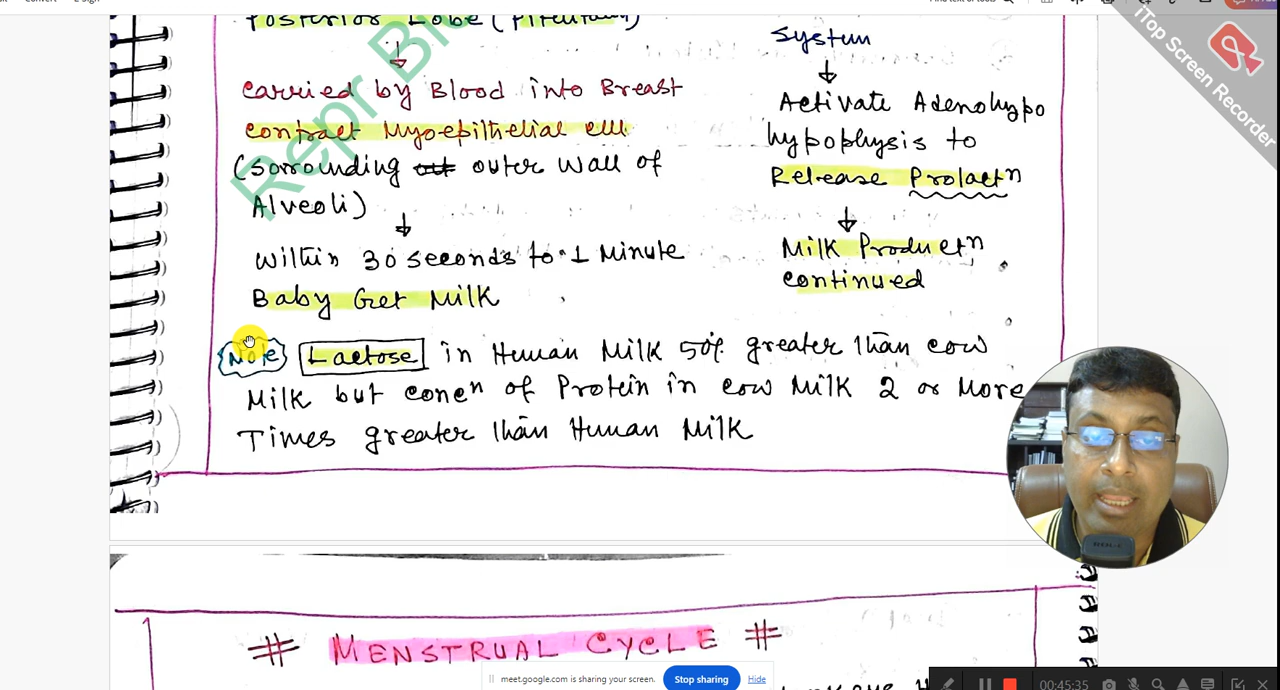 Posterior Lobe (Pituitary)
carried by Blood into Breast
contract Myoepilthelial cell
(Sorrounding outer wall of
Alveoli)
within 30 seconds to 1 Minute
Baby Get Milk
System
Activate Adenohypo
hypophysis to
Release Prolactn
Milk Productn
continued
Note Lactose in Human Milk 50% greater than cow
Milk but concn of Protein in cow Milk 2 or More
Times greater than Human Milk
# MENSTRUAL CYCLE #
Repr Bio
iTop Screen Recorder
meet.google.com is sharing your screen.
Stop sharing
Hide
00:45:35